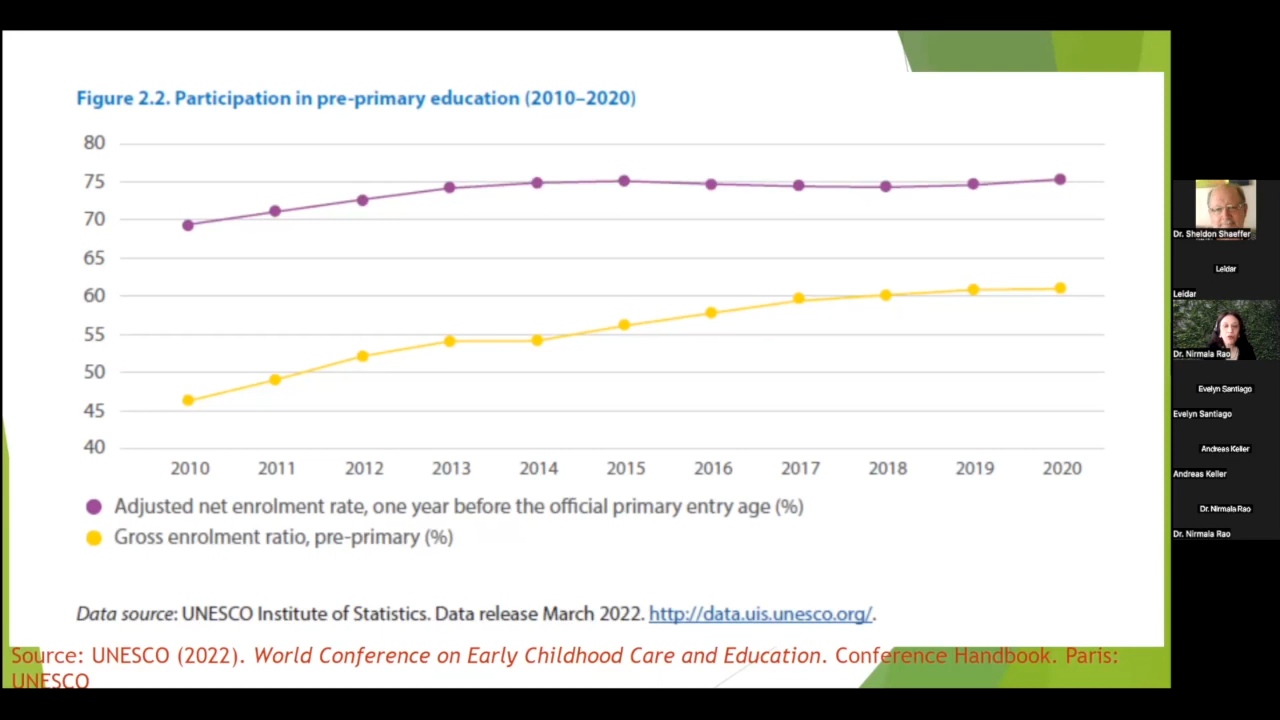 Figure 2.2. Participation in pre-primary education (2010–2020)
80
75
70
65
60
55
50
45
40
2010 2011 2012 2013 2014 2015 2016 2017 2018 2019 2020
Adjusted net enrolment rate, one year before the official primary entry age (%)
Gross enrolment ratio, pre-primary (%)
Data source: UNESCO Institute of Statistics. Data release March 2022. http://data.uis.unesco.org/.
Source: UNESCO (2022). World Conference on Early Childhood Care and Education. Conference Handbook. Paris:
UNESCO
Dr. Sheldon Shaeffer
Leidar
Leidar
Dr. Nirmala Rao
Evelyn Santiago
Evelyn Santiago
Andreas Keller
Andreas Keller
Dr. Nirmala Rao
Dr. Nirmala Rao